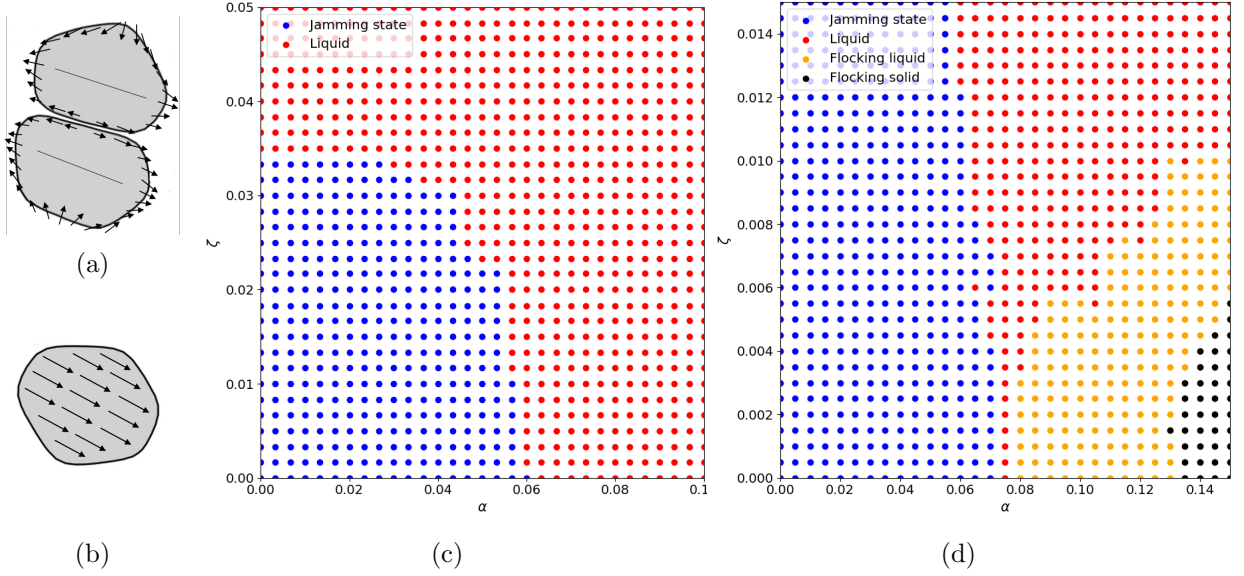 (a)
(b)
Jamming state
Liquid
ζ
0.05
0.04
0.03
0.02
0.01
0.00
0.00 0.02 0.04 0.06 0.08 0.10
α
(c)
Jamming state
Liquid
Flocking liquid
Flocking solid
ζ
0.014
0.012
0.010
0.008
0.006
0.004
0.002
0.000
0.00 0.02 0.04 0.06 0.08 0.10 0.12 0.14
α
(d)